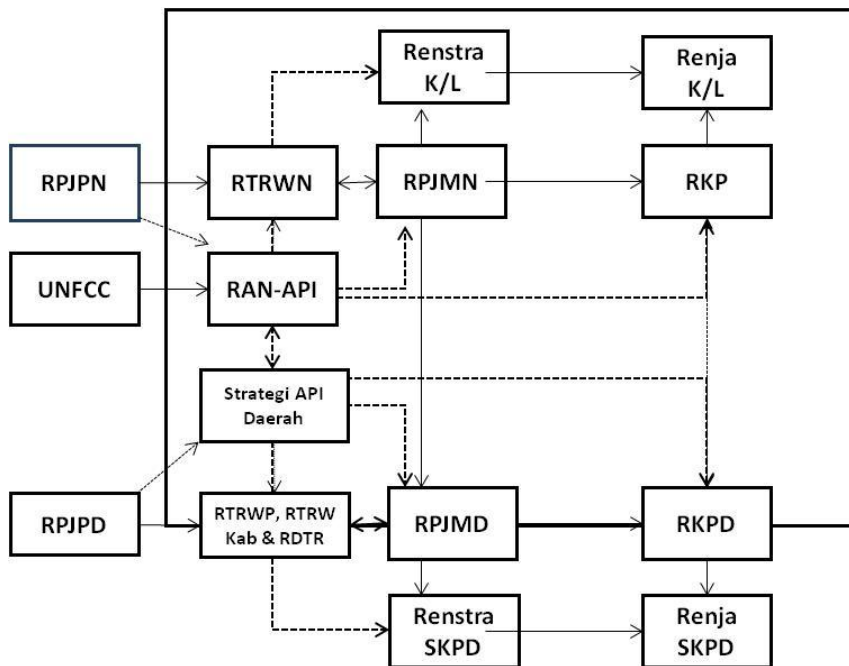 Renstra
K/L
Renja
K/L
RPJPN
RTRWN
RPJMN
RKP
UNFCC
RAN-API
Strategi API
Daerah
RPJPD
RTRWP, RTRW
Kab & RDTR
RPJMD
RKPD
Renstra
SKPD
Renja
SKPD